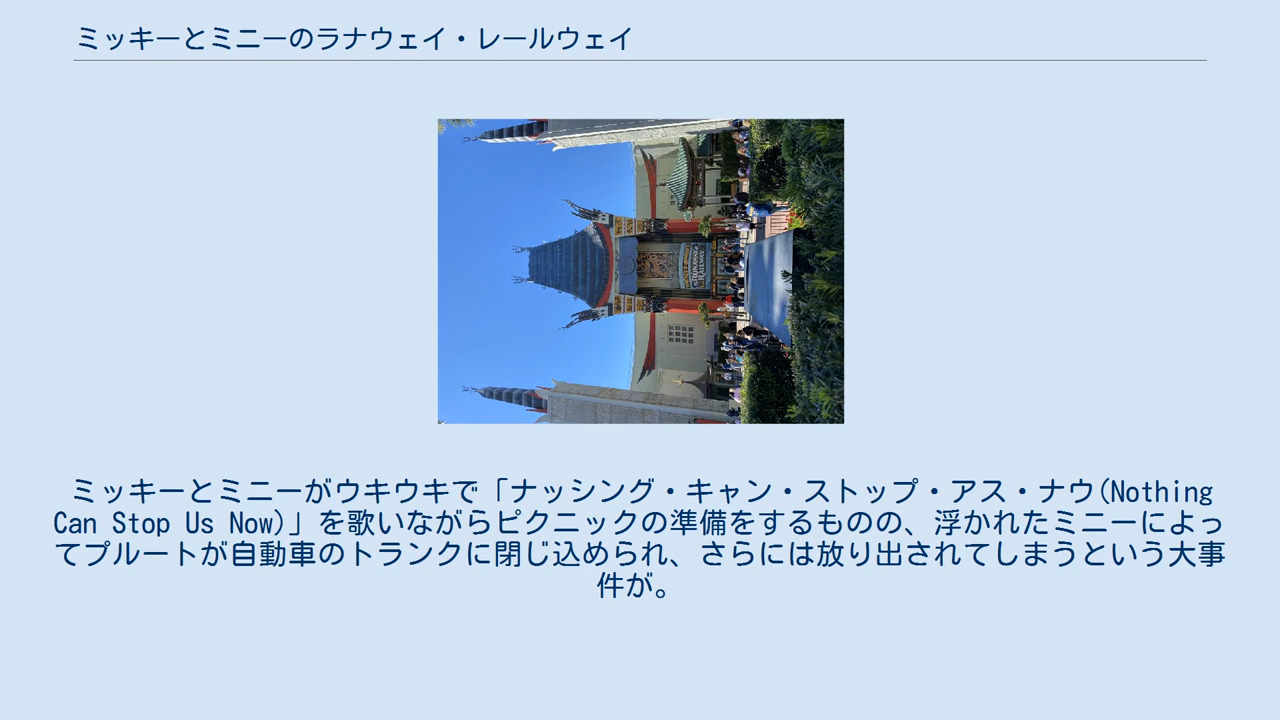 ミッキーとミニーのラナウェイ・レールウェイ
RUNAWAY
RAILWAY
ミッキーとミニーがウキウキで「ナッシング・キャン・ストップ・アス・ナウ(Nothing
Can Stop Us Now)」を歌いながらピクニックの準備をするものの、浮かれたミニーによっ
てプルートが自動車のトランクに閉じ込められ、さらには放り出されてしまうという大事
件が。